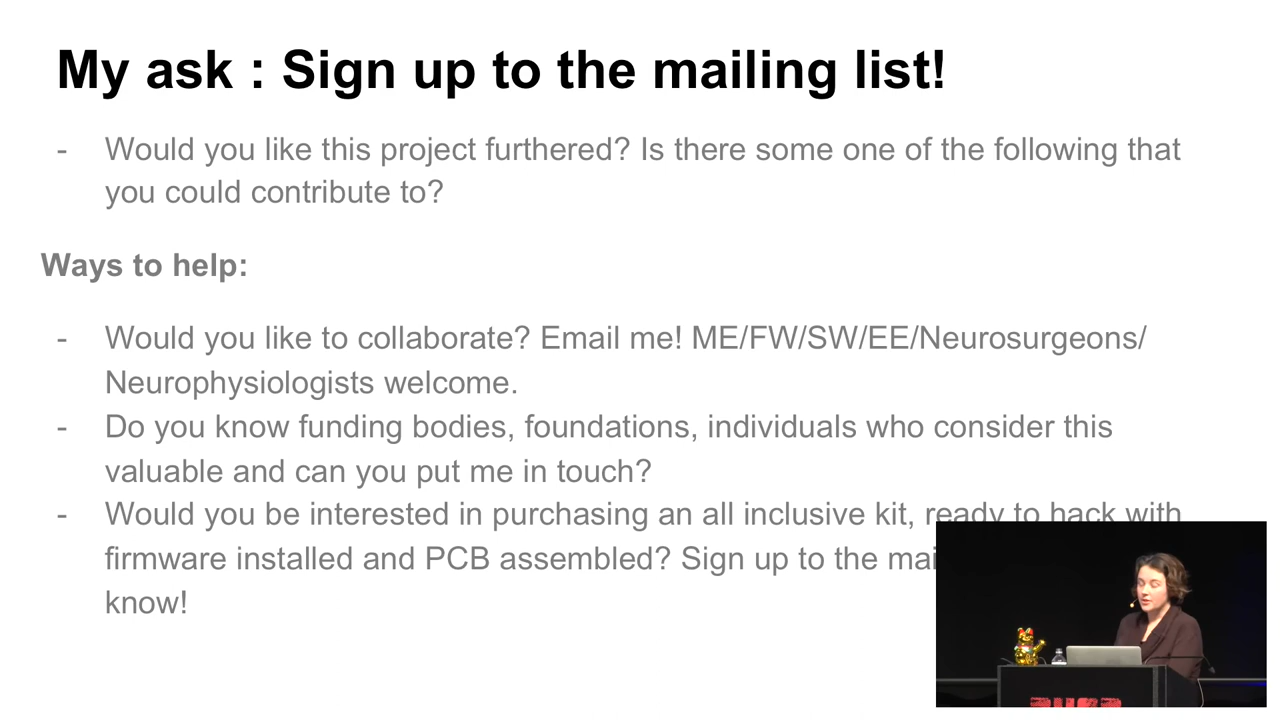 My ask : Sign up to the mailing list!
- Would you like this project furthered? Is there some one of the following that
you could contribute to?
Ways to help:
- Would you like to collaborate? Email me! ME/FW/SW/EE/Neurosurgeons/
Neurophysiologists welcome.
- Do you know funding bodies, foundations, individuals who consider this
valuable and can you put me in touch?
- Would you be interested in purchasing an all inclusive kit, ready to hack with
firmware installed and PCB assembled? Sign up to the
know!